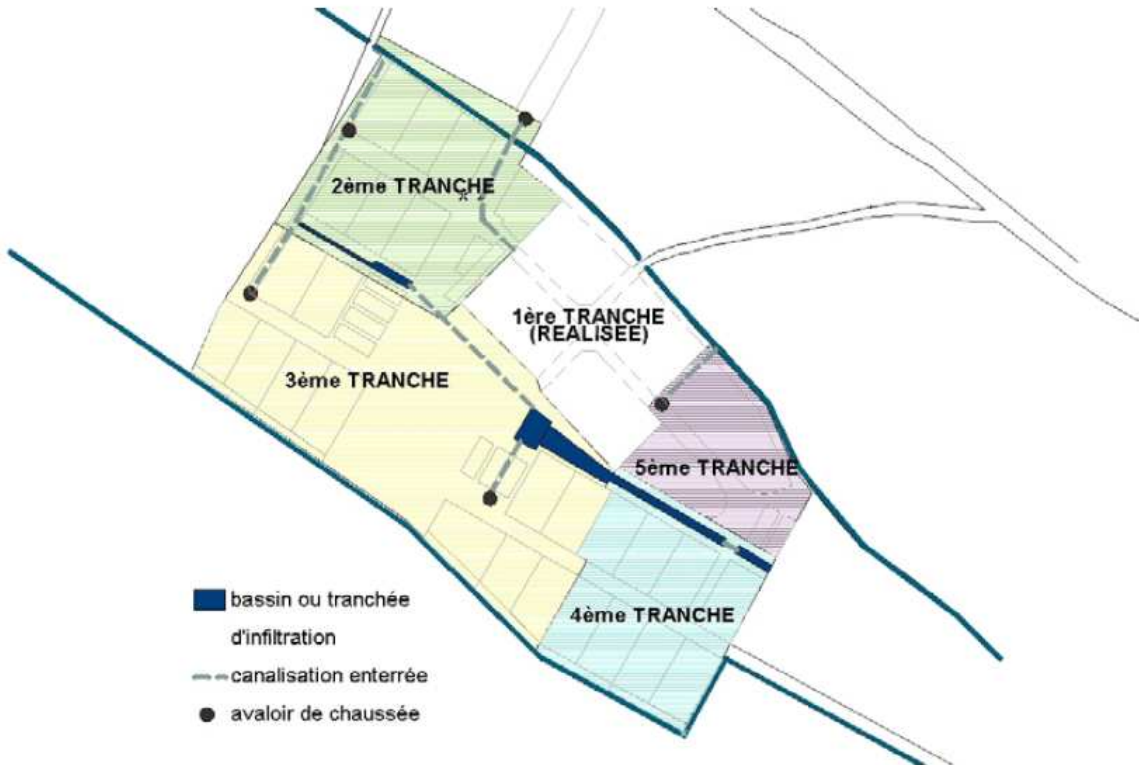 2ème TRANCHE
*
1ère TRANCHE
(REALISEE)
3ème TRANCHE
5ème TRANCHE
4ème TRANCHE
bassin ou tranchée
d'infiltration
canalisation enterrée
avaloir de chaussée